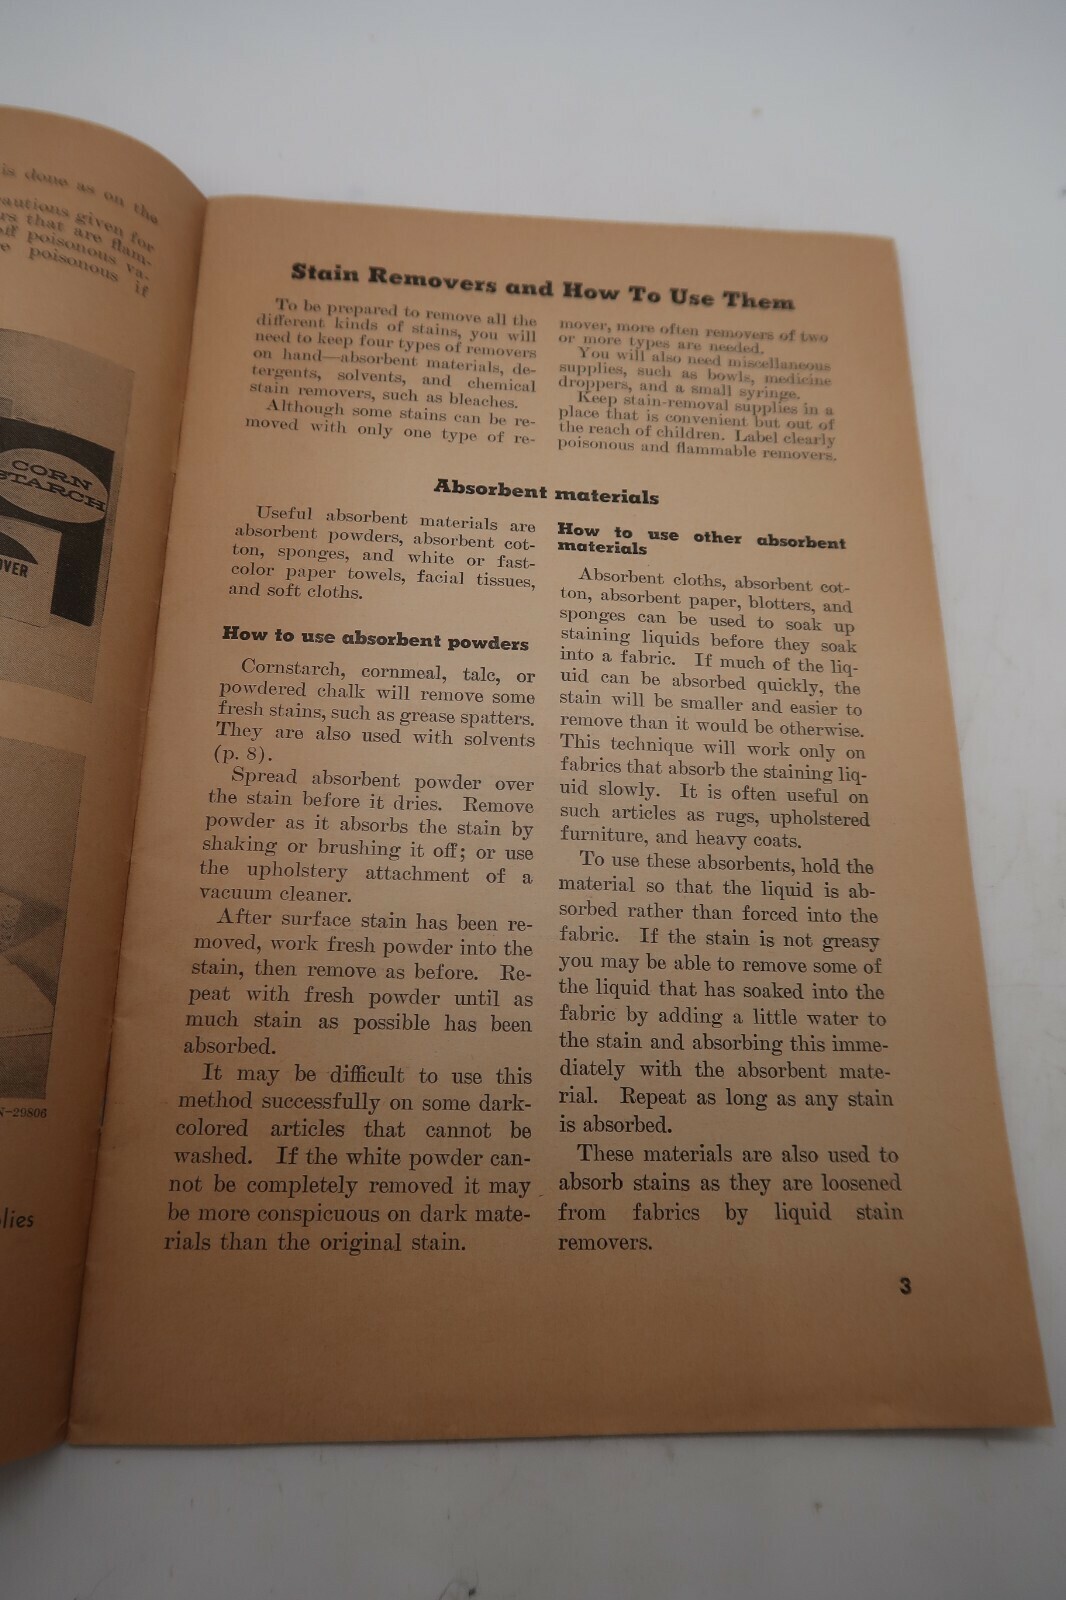 is done as on the
autions given for
rs that are flam-
off poisonous va-
e poisonous if
CORN
STARCH
OVER
N-29806
lies
Stain Removers and How To Use Them
To be prepared to remove all the
different kinds of stains, you will
need to keep four types of removers
on hand—absorbent materials, de-
tergents, solvents, and chemical
stain removers, such as bleaches.
Although some stains can be re-
moved with only one type of re-
mover, more often removers of two
or more types are needed.
You will also need miscellaneous
supplies, such as bowls, medicine
droppers, and a small syringe.
Keep stain-removal supplies in a
place that is convenient but out of
the reach of children. Label clearly
poisonous and flammable removers.
Absorbent materials
Useful absorbent materials are
absorbent powders, absorbent cot-
ton, sponges, and white or fast-
color paper towels, facial tissues,
and soft cloths.
How to use absorbent powders
Cornstarch, cornmeal, talc, or
powdered chalk will remove some
fresh stains, such as grease spatters.
They are also used with solvents
(p. 8).
Spread absorbent powder over
the stain before it dries. Remove
powder as it absorbs the stain by
shaking or brushing it off; or use
the upholstery attachment of a
vacuum cleaner.
After surface stain has been re-
moved, work fresh powder into the
stain, then remove as before. Re-
peat with fresh powder until as
much stain as possible has been
absorbed.
It may be difficult to use this
method successfully on some dark-
colored articles that cannot be
washed. If the white powder can-
not be completely removed it may
be more conspicuous on dark mate-
rials than the original stain.
How to use other absorbent
materials
Absorbent cloths, absorbent cot-
ton, absorbent paper, blotters, and
sponges can be used to soak up
staining liquids before they soak
into a fabric. If much of the liq-
uid can be absorbed quickly, the
stain will be smaller and easier to
remove than it would be otherwise.
This technique will work only on
fabrics that absorb the staining liq-
uid slowly. It is often useful on
such articles as rugs, upholstered
furniture, and heavy coats.
To use these absorbents, hold the
material so that the liquid is ab-
sorbed rather than forced into the
fabric. If the stain is not greasy
you may be able to remove some of
the liquid that has soaked into the
fabric by adding a little water to
the stain and absorbing this imme-
diately with the absorbent mate-
rial. Repeat as long as any stain
is absorbed.
These materials are also used to
absorb stains as they are loosened
from fabrics by liquid stain
removers.
3